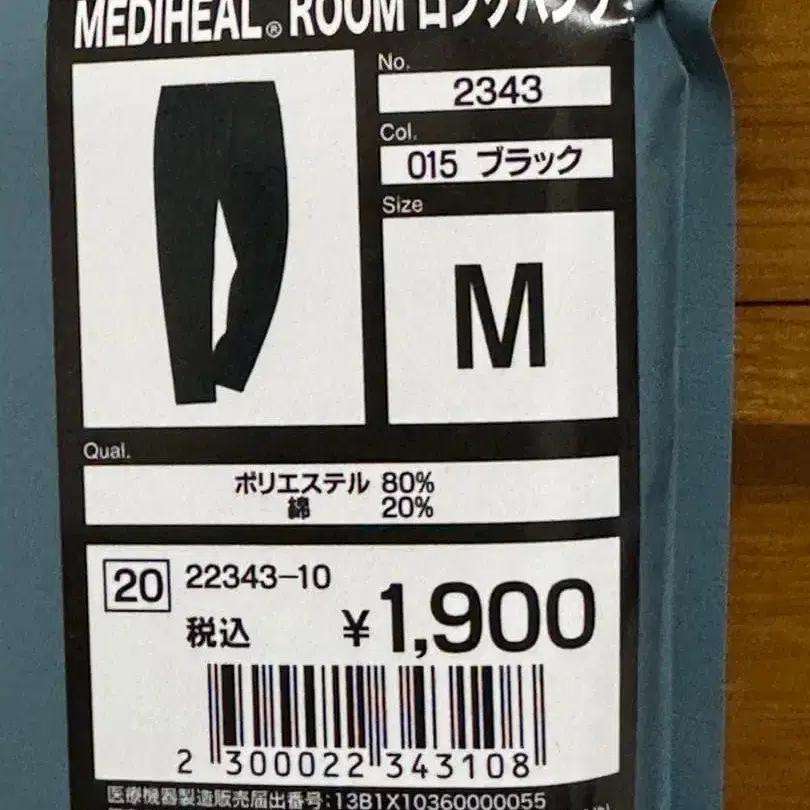 MEDIHEAL® ROOM ロングパンツ
No.
2343
Col.
015 ブラック
Size
M
Qual.
ポリエステル 80%
綿 20%
20 22343-10
税込 ¥1,900
2 300022 343108
医療機器製造販売届出番号:13B1X10360000055